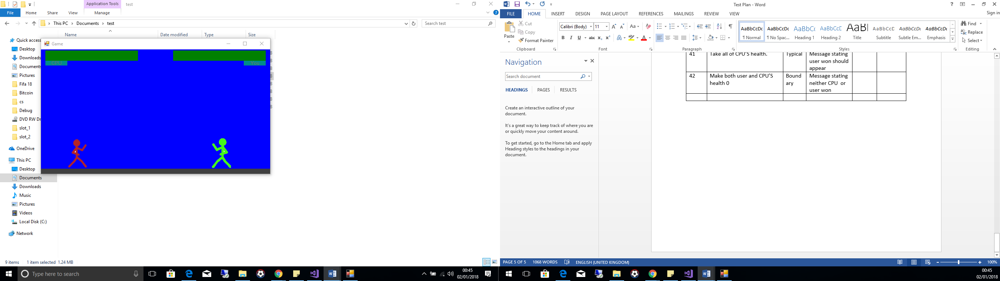 Application Tools
test
File
Home
Share
View
Manage
This PC
Documents
test
Search test
Name
Date modified
Type
Size
Quick access
Desktop
Downloads
Documents
Pictures
Fifa 18
Bitcoin
cs
Debug
DVD RW Dr
slot_1
slot_2
OneDrive
This PC
Desktop
Documents
Downloads
Music
Pictures
Videos
Local Disk (C:)
Network
Game
CPU
You
9 items
1 item selected 1.24 MB
Type here to search
00:45
02/01/2018
Test Plan - Word
Sign in
FILE
HOME
INSERT
DESIGN
PAGE LAYOUT
REFERENCES
MAILINGS
REVIEW
VIEW
Paste
Cut
Copy
Format Painter
Clipboard
Calibri (Body)
11
Font
Paragraph
AaBbCcDc
¶ Normal
AaBbCcDc
¶ No Spac...
AaBbCc
Heading 1
AaBbCcD
Heading 2
AaBl
Title
AaBbCcD
Subtitle
AaBbCcDc
Subtle Em...
AaBbCcDc
Emphasis
Styles
Find
Replace
Select
Editing
Navigation
Search document
HEADINGS
PAGES
RESULTS
Create an interactive outline of your
document.
It's a great way to keep track of where you are
or quickly move your content around.
To get started, go to the Home tab and apply
Heading styles to the headings in your
document.
41
Take all of CPU'S health.
Typical
Message stating
user won should
appear
42
Make both user and CPU'S
health 0
Bound
ary
Message stating
neither CPU or
user won
PAGE 5 OF 5
1068 WORDS
ENGLISH (UNITED KINGDOM)
100%
00:45
02/01/2018